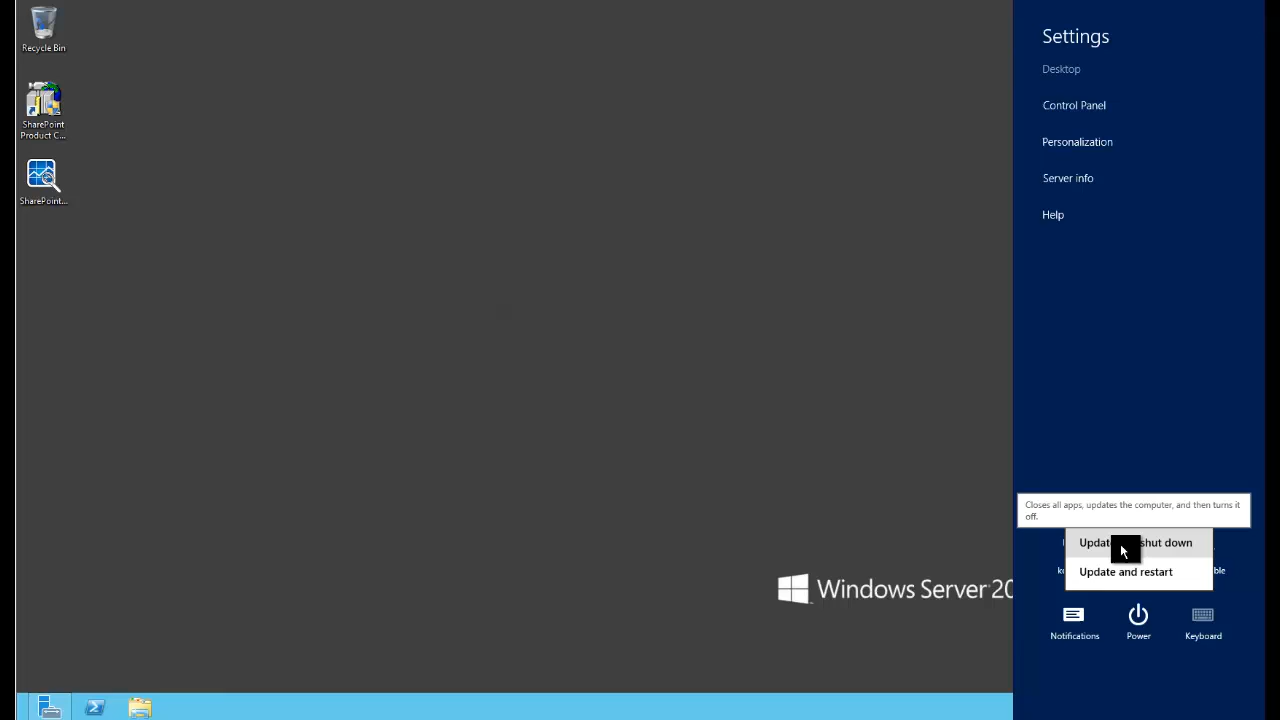 Recycle Bin
SharePoint
Product C...
SharePoint...
Settings
Desktop
Control Panel
Personalization
Server info
Help
Closes all apps, updates the computer, and then turns it
off.
shut down
Update and restart
Notifications
Power
Keyboard
Windows Server 20